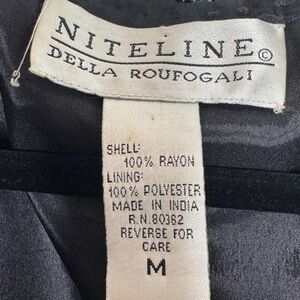 NITELINE©
DELLA ROUFOGALI
SHELL:
100% RAYON
LINING:
100% POLYESTER
MADE IN INDIA
R.N. 80362
REVERSE FOR
CARE
M